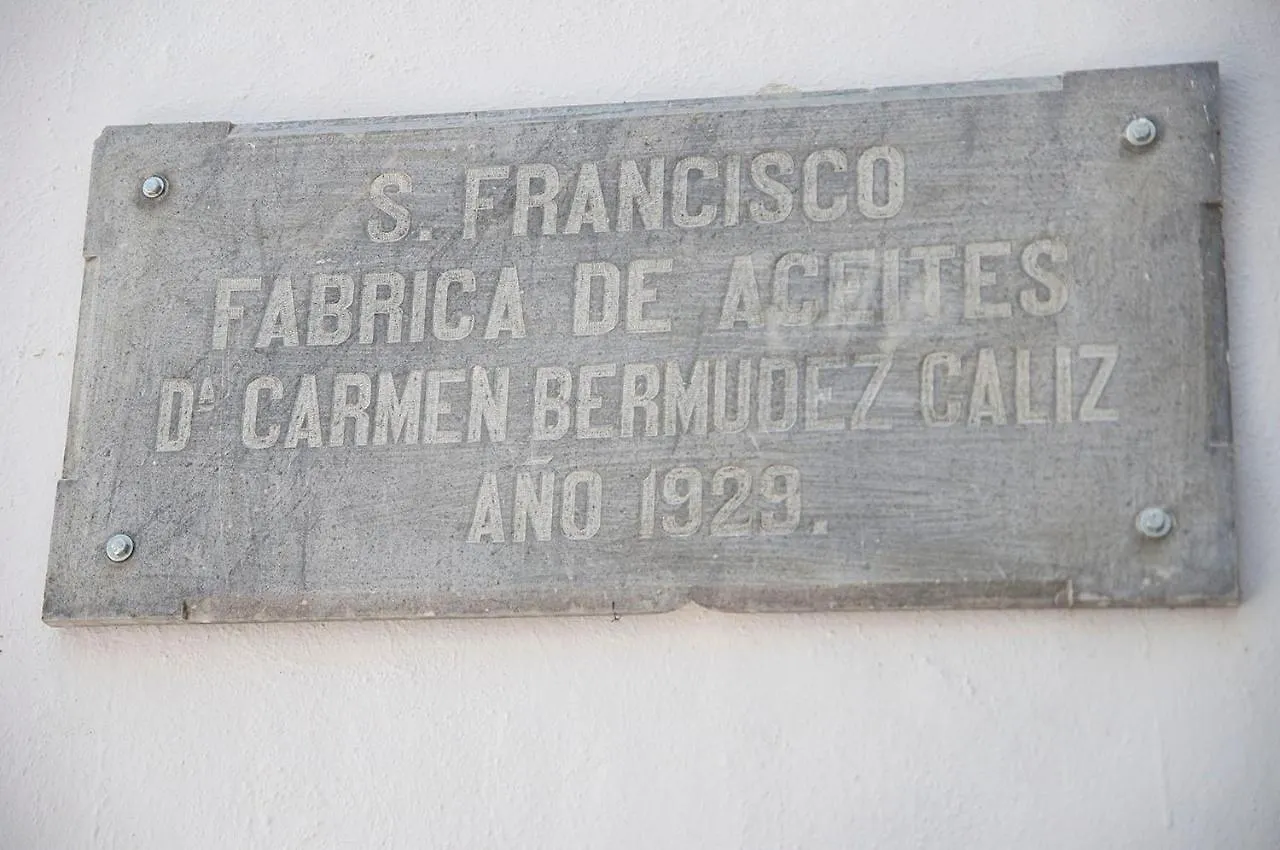 S. FRANCISCO
FABRICA DE ACEITES
Dª CARMEN BERMUDEZ CALIZ
AÑO 1929.